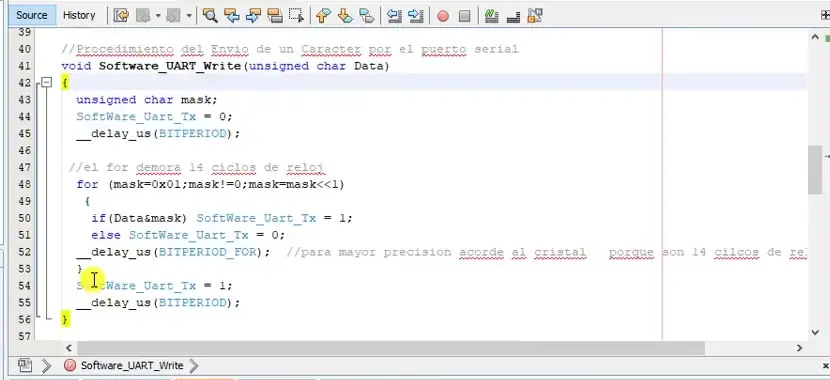 Source History
39
40 //Procedimiento del Envio de un Caracter por el puerto serial
41 void Software_UART_Write(unsigned char Data)
42 {
43 unsigned char mask;
44 SoftWare_Uart_Tx = 0;
45 __delay_us(BITPERIOD);
46
47 //el for demora 14 ciclos de reloj
48 for (mask=0x01;mask!=0;mask=mask<<1)
49 {
50 if(Data&mask) SoftWare_Uart_Tx = 1;
51 else SoftWare_Uart_Tx = 0;
52 __delay_us(BITPERIOD_FOR); //para mayor precision acorde al cristal porque son 14 cilcos de rel
53 }
54 SoftWare_Uart_Tx = 1;
55 __delay_us(BITPERIOD);
56 }
57
Software_UART_Write